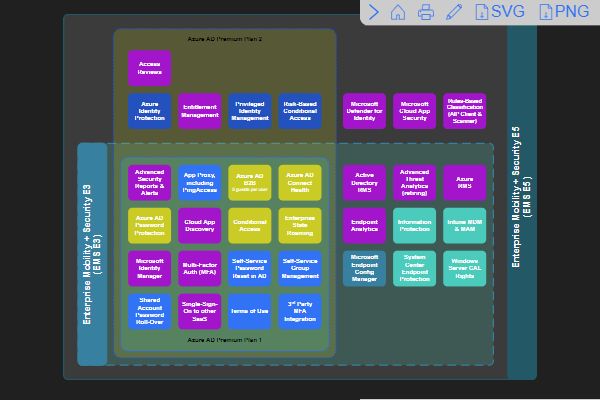 SVG
PNG
Azure AD Premium Plan 2
Access
Reviews
Azure
Identity
Protection
Entitlement
Management
Privileged
Identity
Management
Risk-Based
Conditional
Access
Microsoft
Defender for
Identity
Microsoft
Cloud App
Security
Rules-Based
Classification
(AIP Client &
Scanner)
Enterprise Mobility + Security E3
(EMS E3)
Enterprise Mobility + Security E5
(EMS E5)
Advanced
Security
Reports &
Alerts
App Proxy,
including
PingAccess
Azure AD
B2B
Azure AD
Connect
Health
Active
Directory
RMS
Advanced
Threat
Analytics
(retiring)
Azure
RMS
Azure AD
Password
Protection
Cloud App
Discovery
Conditional
Access
Enterprise
State
Roaming
Endpoint
Analytics
Information
Protection
Intune MDM
& MAM
Microsoft
Identity
Manager
Multi-Factor
Auth (MFA)
Self-Service
Password
Reset in AD
Self-Service
Group
Management
Microsoft
Endpoint
Config
Manager
System
Center
Endpoint
Protection
Windows
Server CAL
Rights
Shared
Account
Password
Roll-Over
Single-Sign-
On to other
SaaS
Terms of Use
3rd Party
MFA
Integration
Azure AD Premium Plan 1